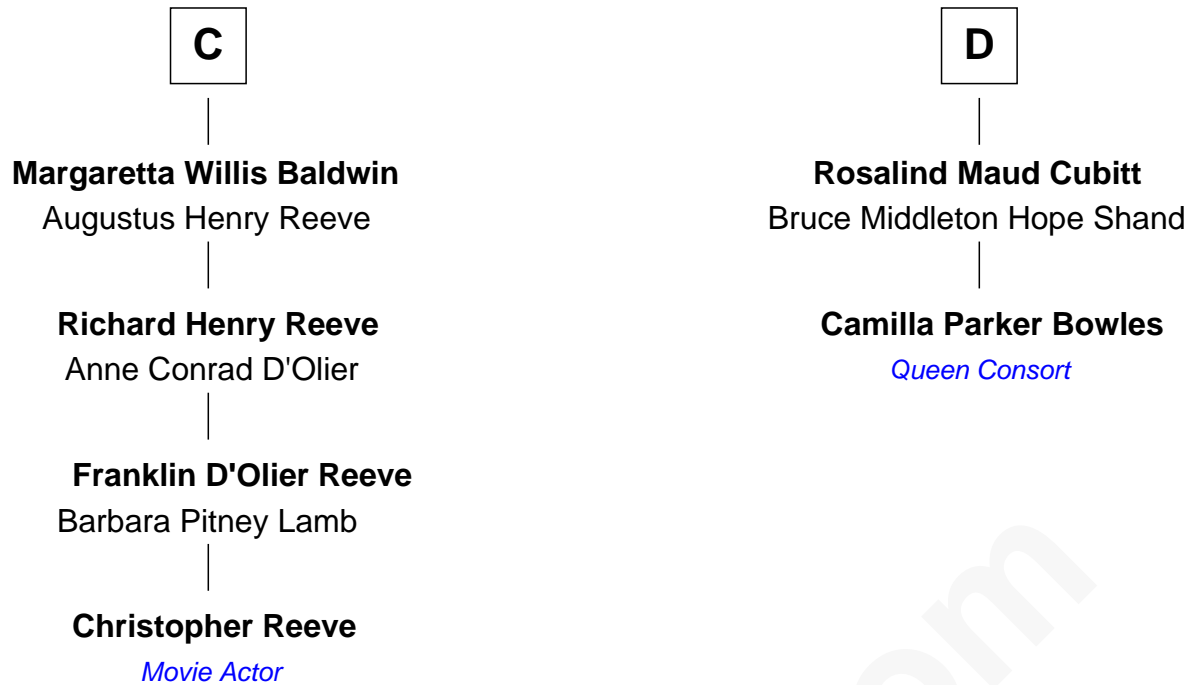 C
Margaretta Willis Baldwin
Augustus Henry Reeve
Richard Henry Reeve
Anne Conrad D'Olier
Franklin D'Olier Reeve
Barbara Pitney Lamb
Christopher Reeve
Movie Actor
D
Rosalind Maud Cubitt
Bruce Middleton Hope Shand
Camilla Parker Bowles
Queen Consort
om